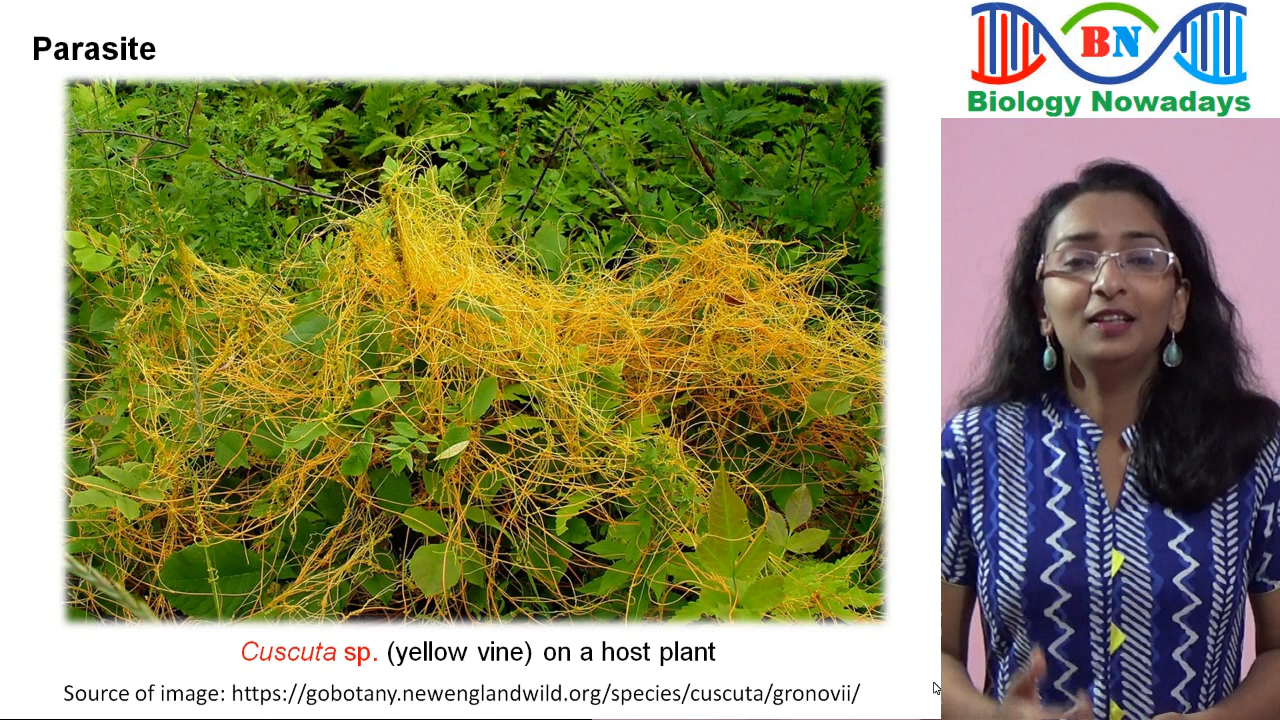 Parasite
BN
Biology Nowadays
Cuscuta sp. (yellow vine) on a host plant
Source of image: https://gobotany.newenglandwild.org/species/cuscuta/gronovii/